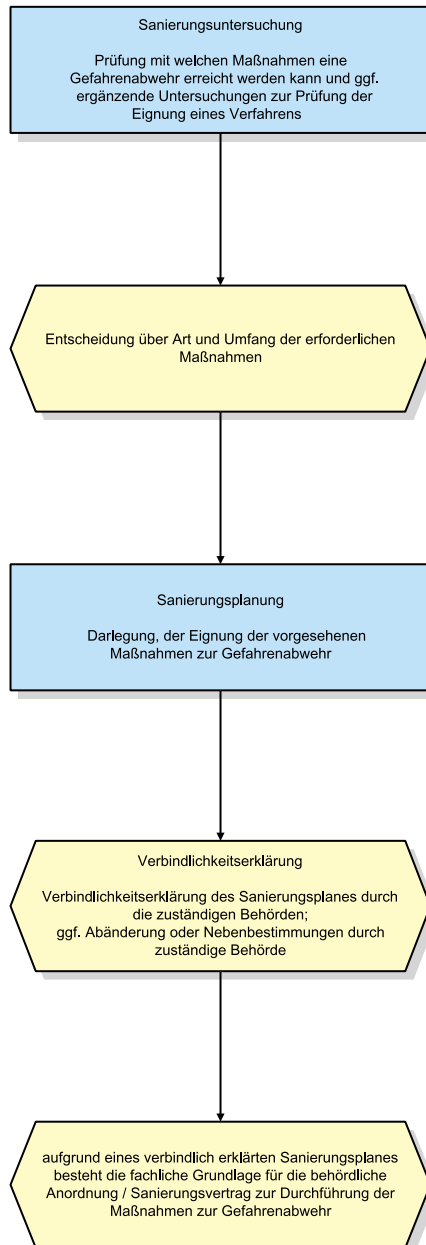 Sanierungsuntersuchung
Prüfung mit welchen Maßnahmen eine
Gefahrenabwehr erreicht werden kann und ggf.
ergänzende Untersuchungen zur Prüfung der
Eignung eines Verfahrens
Entscheidung über Art und Umfang der erforderlichen
Maßnahmen
Sanierungsplanung
Darlegung, der Eignung der vorgesehenen
Maßnahmen zur Gefahrenabwehr
Verbindlichkeitserklärung
Verbindlichkeitserklärung des Sanierungsplanes durch
die zuständigen Behörden;
ggf. Abänderung oder Nebenbestimmungen durch
zuständige Behörde
aufgrund eines verbindlich erklärten Sanierungsplanes
besteht die fachliche Grundlage für die behördliche
Anordnung / Sanierungsvertrag zur Durchführung der
Maßnahmen zur Gefahrenabwehr